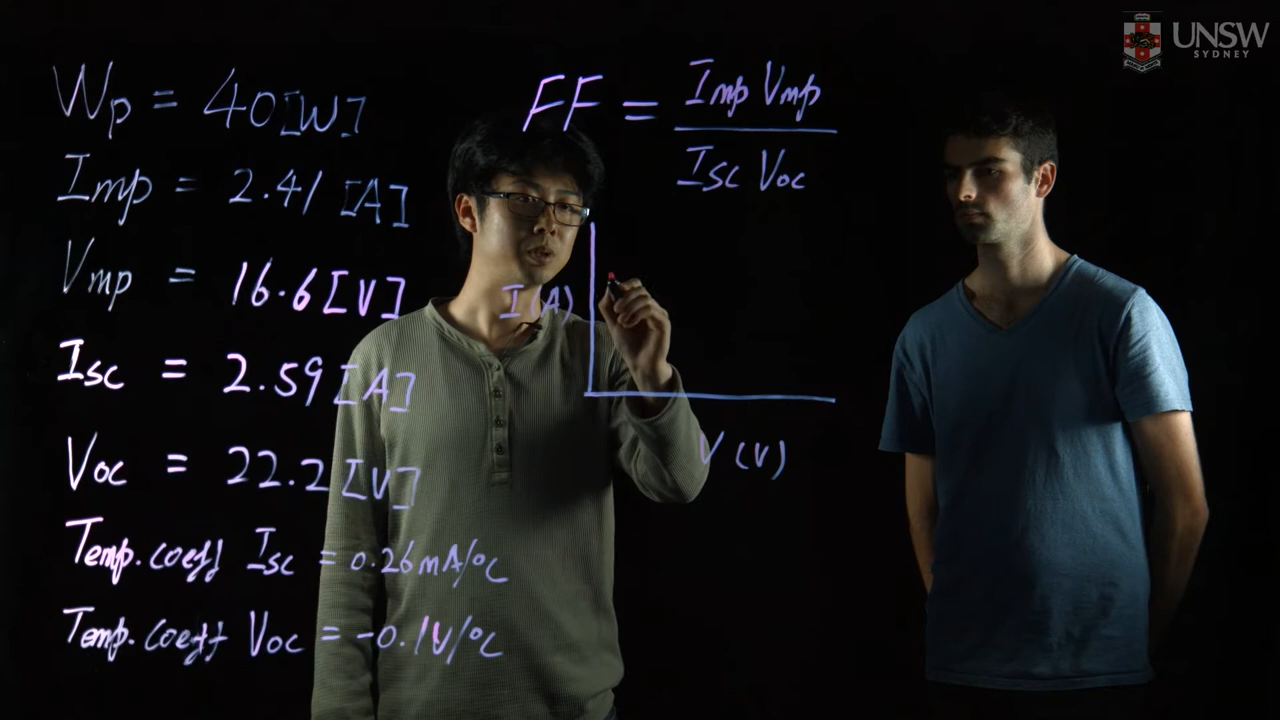 Wp = 40[W]
Imp = 2.41 [A]
Vmp = 16.6[V]
Isc = 2.59[A]
Voc = 22.2[V]
Temp.coeff Isc = 0.26mA/°C
Temp.coeff Voc = -0.1V/°C
FF = Imp Vmp
Isc Voc
I(A)
V(V)
UNSW
SYDNEY